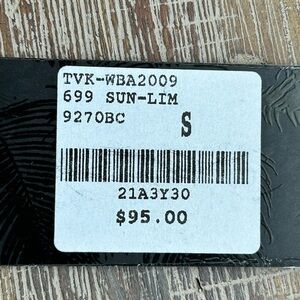 TVK-WBA2009
699 SUN-LIM
9270BC S
21A3Y30
$95.00